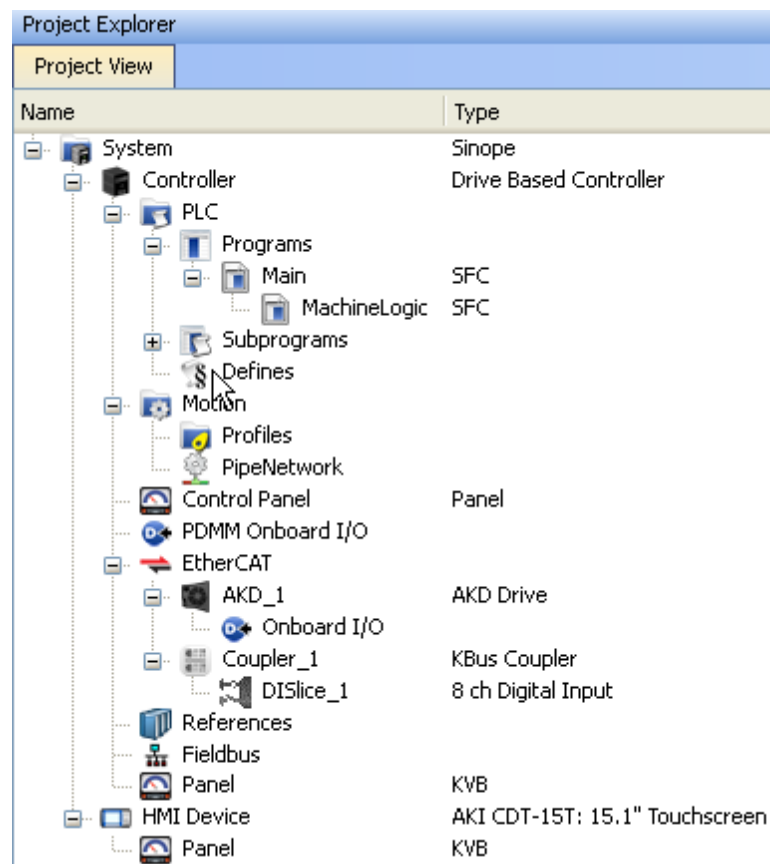 Project Explorer
Project View
Name Type
System Sinope
Controller Drive Based Controller
PLC
Programs
Main SFC
MachineLogic SFC
Subprograms
Defines
Motion
Profiles
PipeNetwork
Control Panel Panel
PDMM Onboard I/O
EtherCAT
AKD_1 AKD Drive
Onboard I/O
Coupler_1 KBus Coupler
DISlice_1 8 ch Digital Input
References
Fieldbus
Panel KVB
HMI Device AKI CDT-15T: 15.1" Touchscreen
Panel KVB